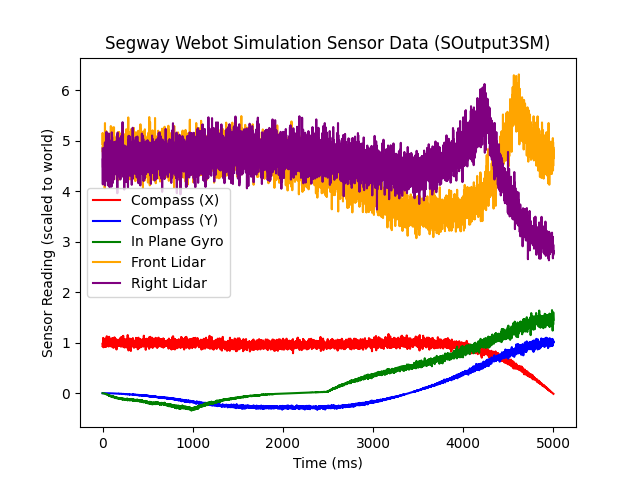 Segway Webot Simulation Sensor Data (SOutput3SM)
Sensor Reading (scaled to world)
6
5
4
3
2
1
0
Compass (X)
Compass (Y)
In Plane Gyro
Front Lidar
Right Lidar
0 1000 2000 3000 4000 5000
Time (ms)